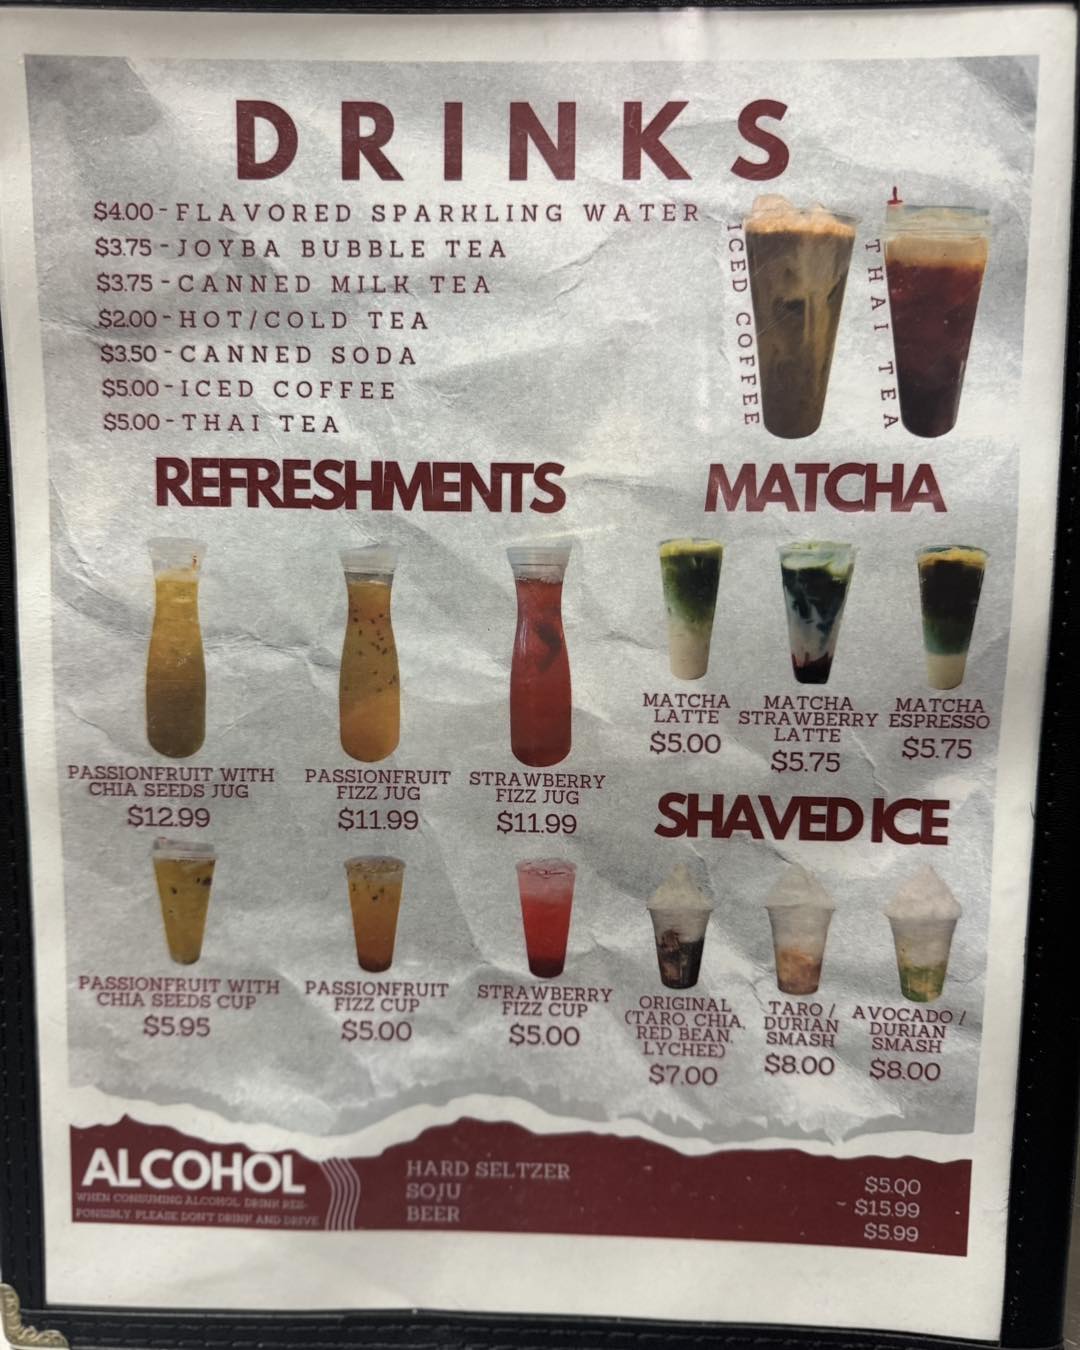 DRINKS
$4.00 - FLAVORED SPARKLING WATER
$3.75 - JOYBA BUBBLE TEA
$3.75 - CANNED MILK TEA
$2.00 - HOT/COLD TEA
$3.50 - CANNED SODA
$5.00 - ICED COFFEE
$5.00 - THAI TEA
ICED COFFEE
THAI TEA
REFRESHMENTS
PASSIONFRUIT WITH
CHIA SEEDS JUG
$12.99
PASSIONFRUIT
FIZZ JUG
$11.99
STRAWBERRY
FIZZ JUG
$11.99
PASSIONFRUIT WITH
CHIA SEEDS CUP
$5.95
PASSIONFRUIT
FIZZ CUP
$5.00
STRAWBERRY
FIZZ CUP
$5.00
MATCHA
MATCHA
LATTE
$5.00
MATCHA
STRAWBERRY
LATTE
$5.75
MATCHA
ESPRESSO
$5.75
SHAVED ICE
ORIGINAL
(TARO, CHIA,
RED BEAN,
LYCHEE)
$7.00
TARO /
DURIAN
SMASH
$8.00
AVOCADO /
DURIAN
SMASH
$8.00
ALCOHOL
WHEN CONSUMING ALCOHOL, DRINK RES-
PONSIBLY. PLEASE DON'T DRINK AND DRIVE
HARD SELTZER $5.00
SOJU ~ $15.99
BEER $5.99